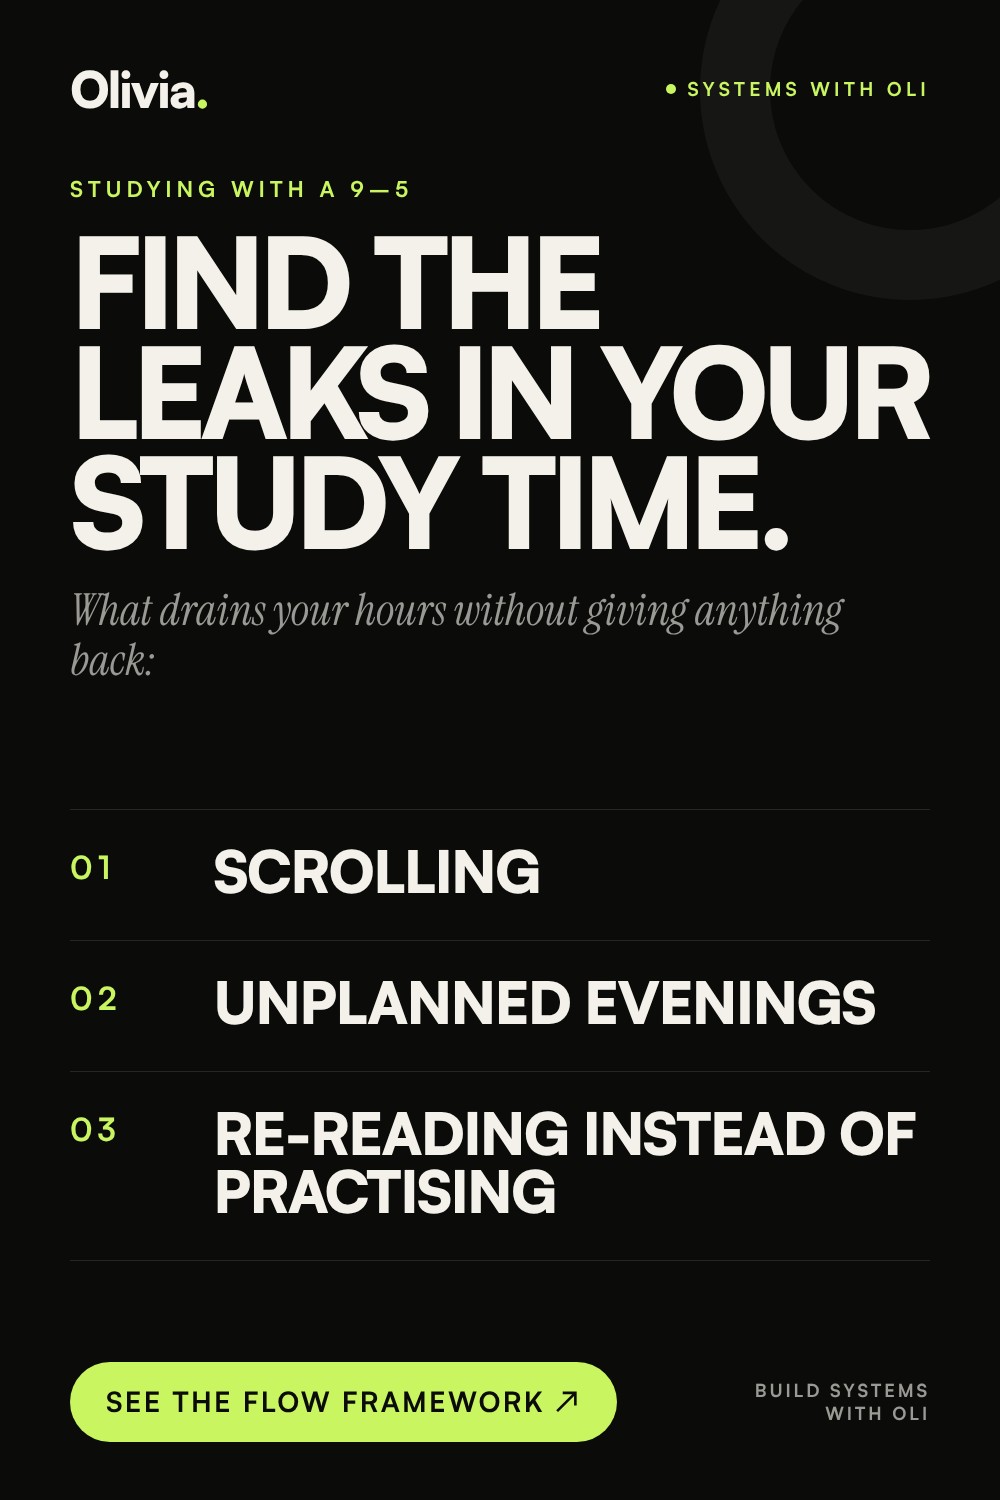 Olivia.
SYSTEMS WITH OLI
STUDYING WITH A 9—5
FIND THE
LEAKS IN YOUR
STUDY TIME.
What drains your hours without giving anything
back:
01 SCROLLING
02 UNPLANNED EVENINGS
03 RE-READING INSTEAD OF
PRACTISING
SEE THE FLOW FRAMEWORK ↗
BUILD SYSTEMS
WITH OLI